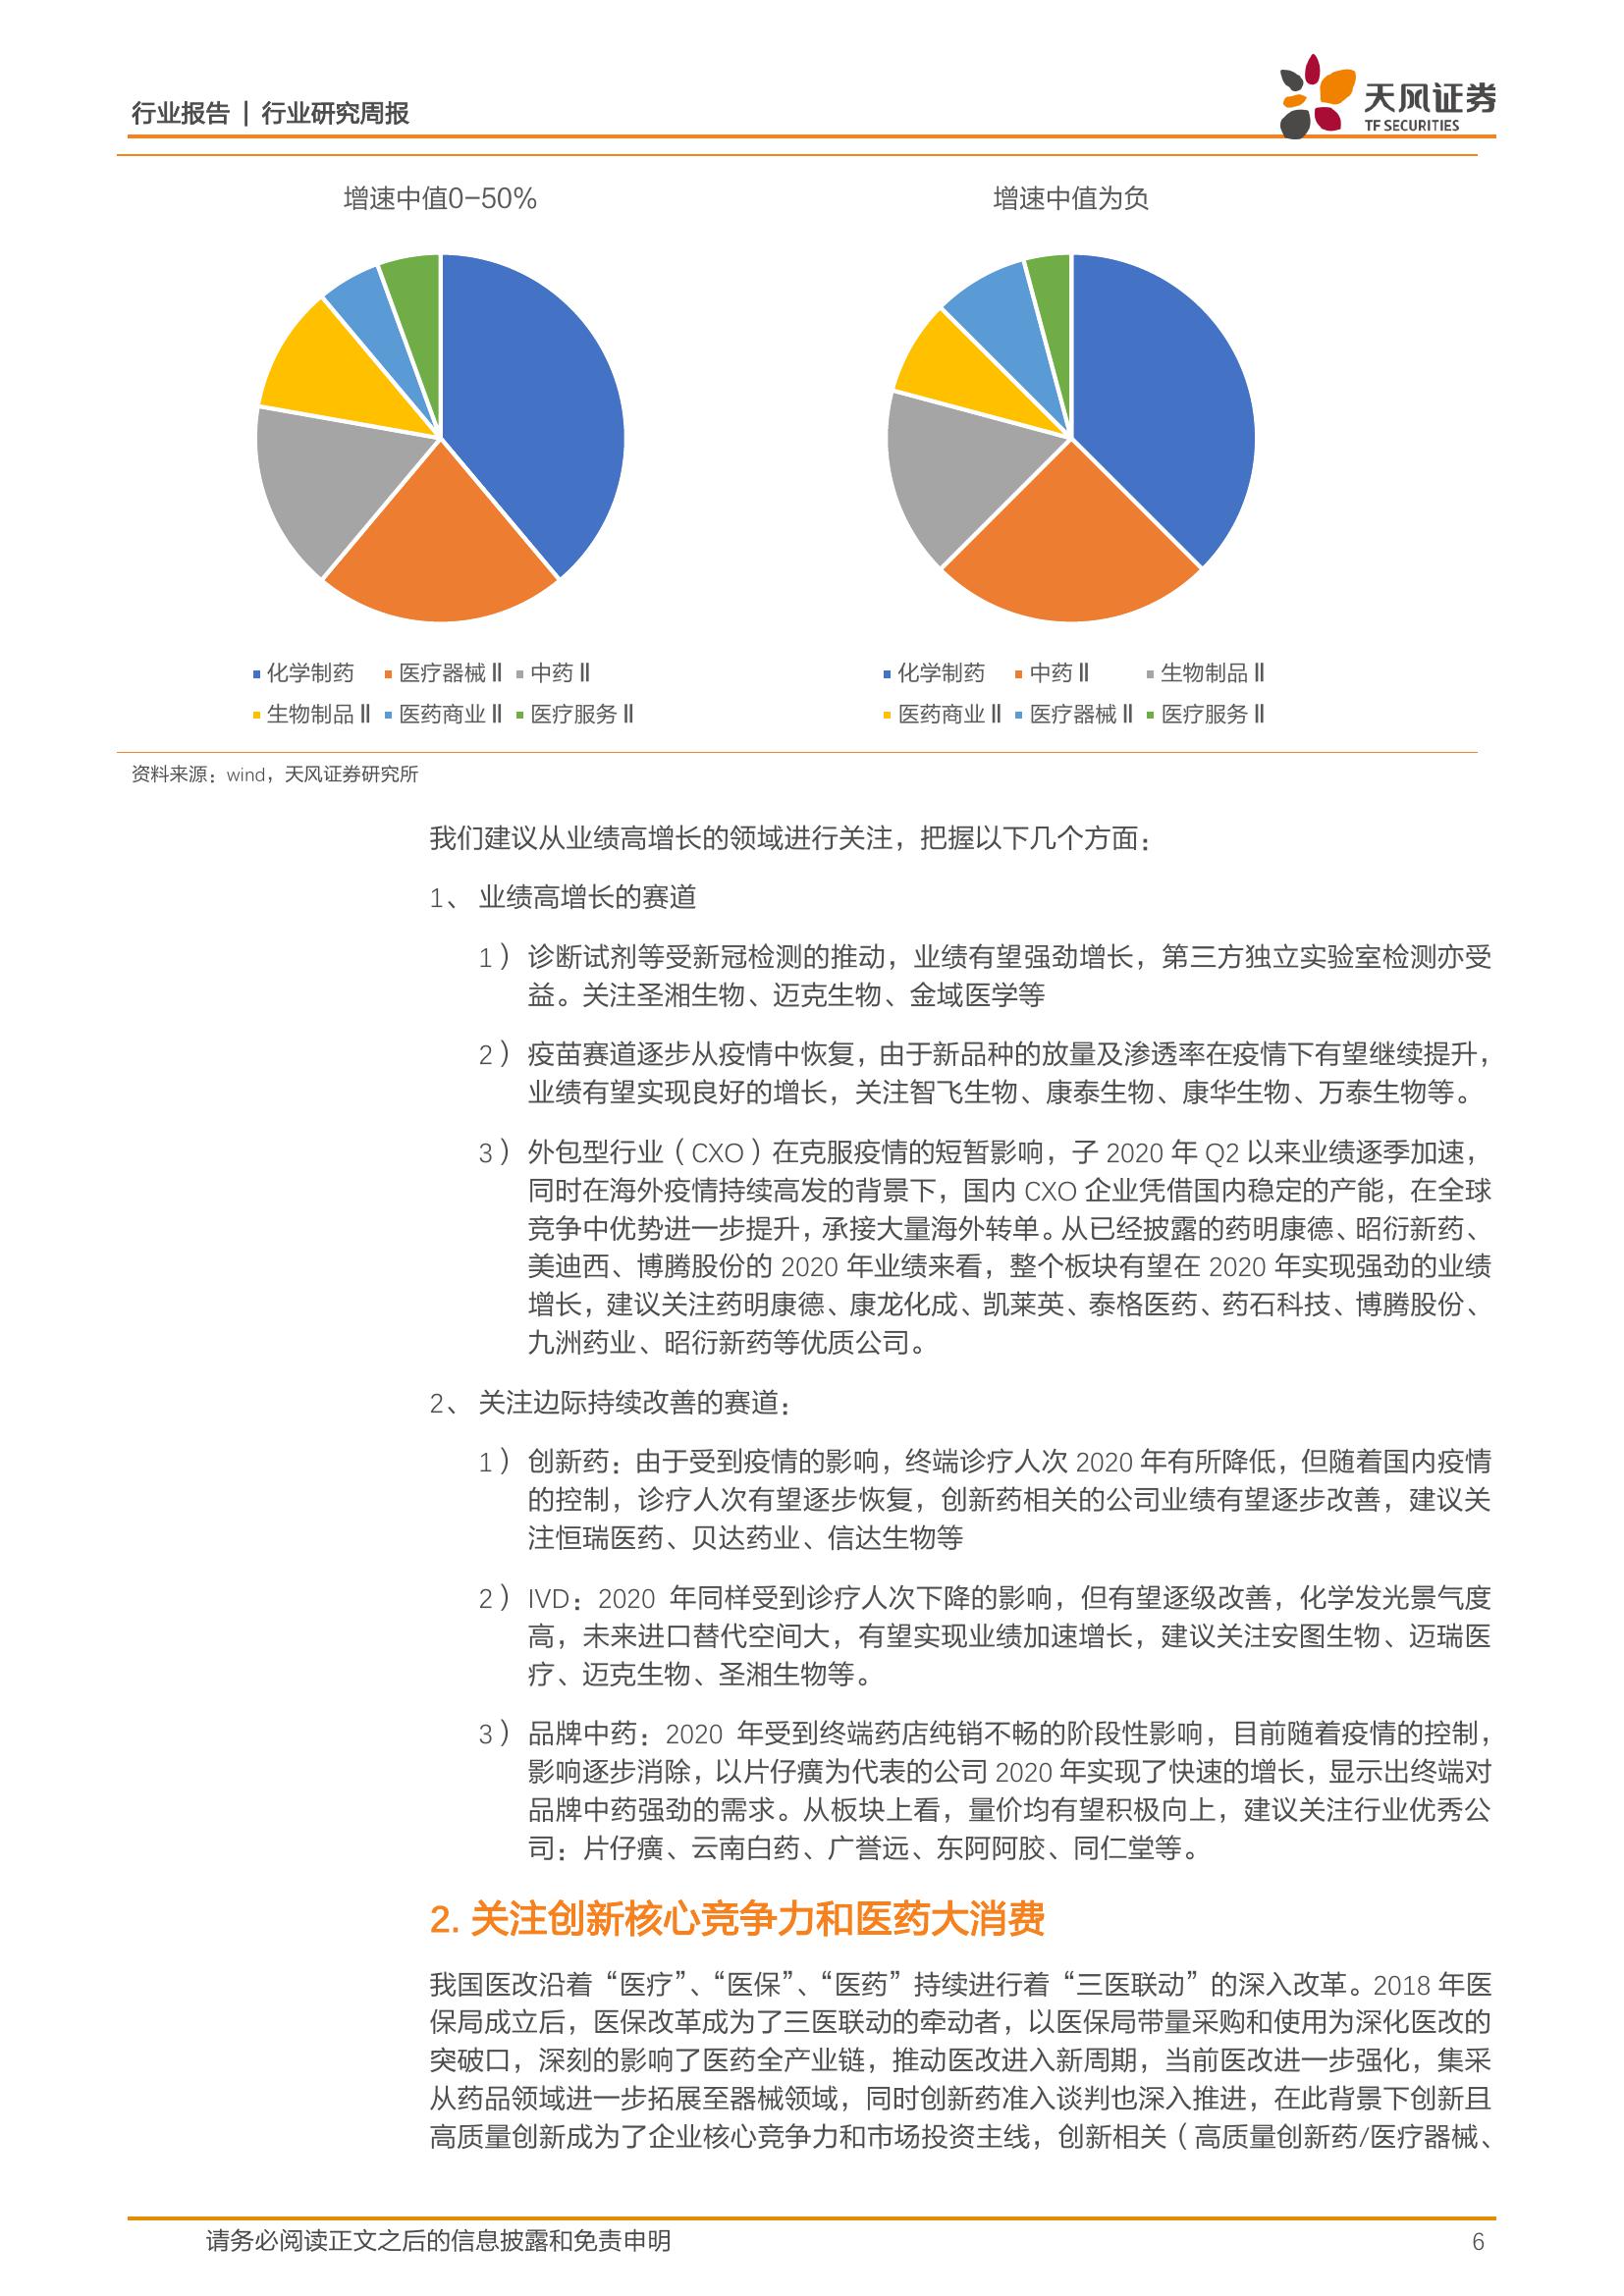 行业报告 | 行业研究周报
天风证券
TF SECURITIES
增速中值0-50%
增速中值为负
化学制药 医疗器械Ⅱ 中药Ⅱ
生物制品Ⅱ 医药商业Ⅱ 医疗服务Ⅱ
化学制药 中药Ⅱ 生物制品Ⅱ
医药商业Ⅱ 医疗器械Ⅱ 医疗服务Ⅱ
资料来源：wind，天风证券研究所
我们建议从业绩高增长的领域进行关注，把握以下几个方面：
1、 业绩高增长的赛道
1） 诊断试剂等受新冠检测的推动，业绩有望强劲增长，第三方独立实验室检测亦受
益。关注圣湘生物、迈克生物、金域医学等
2） 疫苗赛道逐步从疫情中恢复，由于新品种的放量及渗透率在疫情下有望继续提升，
业绩有望实现良好的增长，关注智飞生物、康泰生物、康华生物、万泰生物等。
3） 外包型行业（CXO）在克服疫情的短暂影响，子 2020 年 Q2 以来业绩逐季加速，
同时在海外疫情持续高发的背景下，国内 CXO 企业凭借国内稳定的产能，在全球
竞争中优势进一步提升，承接大量海外转单。从已经披露的药明康德、昭衍新药、
美迪西、博腾股份的 2020 年业绩来看，整个板块有望在 2020 年实现强劲的业绩
增长，建议关注药明康德、康龙化成、凯莱英、泰格医药、药石科技、博腾股份、
九洲药业、昭衍新药等优质公司。
2、 关注边际持续改善的赛道：
1） 创新药：由于受到疫情的影响，终端诊疗人次 2020 年有所降低，但随着国内疫情
的控制，诊疗人次有望逐步恢复，创新药相关的公司业绩有望逐步改善，建议关
注恒瑞医药、贝达药业、信达生物等
2） IVD：2020 年同样受到诊疗人次下降的影响，但有望逐级改善，化学发光景气度
高，未来进口替代空间大，有望实现业绩加速增长，建议关注安图生物、迈瑞医
疗、迈克生物、圣湘生物等。
3） 品牌中药：2020 年受到终端药店纯销不畅的阶段性影响，目前随着疫情的控制，
影响逐步消除，以片仔癀为代表的公司 2020 年实现了快速的增长，显示出终端对
品牌中药强劲的需求。从板块上看，量价均有望积极向上，建议关注行业优秀公
司：片仔癀、云南白药、广誉远、东阿阿胶、同仁堂等。
2. 关注创新核心竞争力和医药大消费
我国医改沿着“医疗”、“医保”、“医药”持续进行着“三医联动”的深入改革。2018 年医
保局成立后，医保改革成为了三医联动的牵动者，以医保局带量采购和使用为深化医改的
突破口，深刻的影响了医药全产业链，推动医改进入新周期，当前医改进一步强化，集采
从药品领域进一步拓展至器械领域，同时创新药准入谈判也深入推进，在此背景下创新且
高质量创新成为了企业核心竞争力和市场投资主线，创新相关（高质量创新药/医疗器械、
请务必阅读正文之后的信息披露和免责申明
6